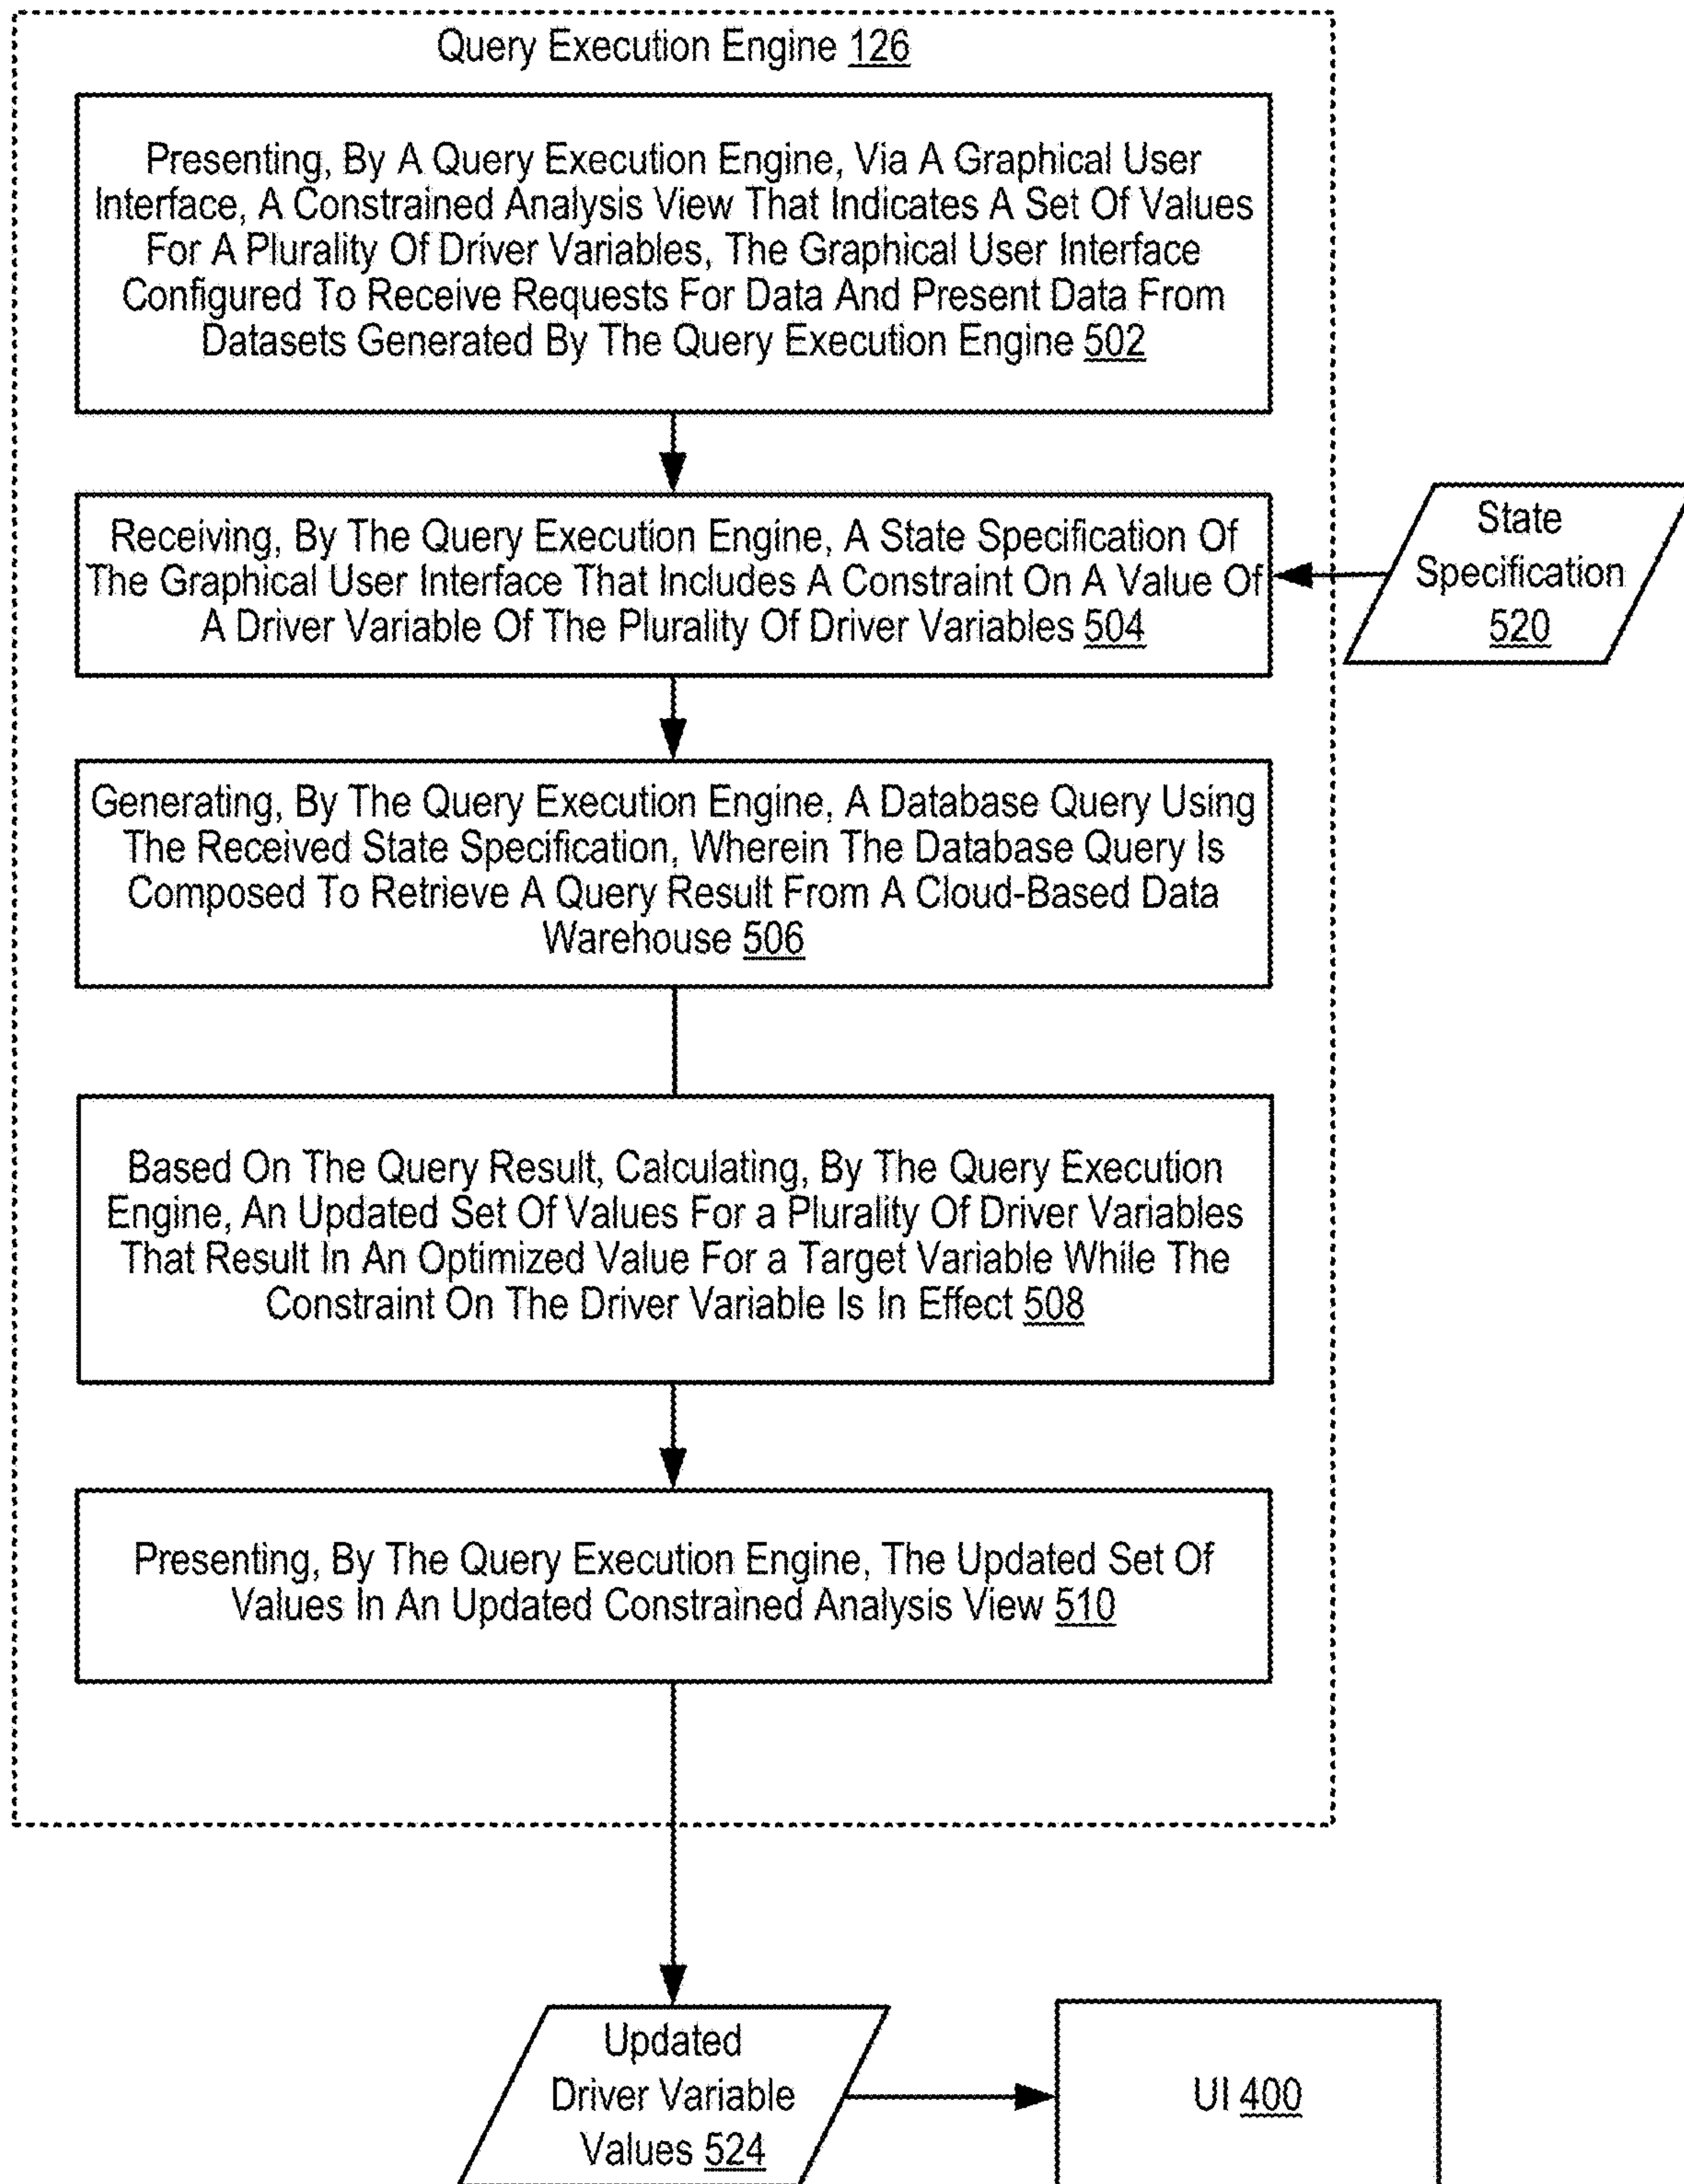 Query Execution Engine 126
Presenting, By A Query Execution Engine, Via A Graphical User
Interface, A Constrained Analysis View That Indicates A Set Of Values
For A Plurality Of Driver Variables, The Graphical User Interface
Configured To Receive Requests For Data And Present Data From
Datasets Generated By The Query Execution Engine 502
Receiving, By The Query Execution Engine, A State Specification Of
The Graphical User Interface That Includes A Constraint On A Value Of
A Driver Variable Of The Plurality Of Driver Variables 504
State
Specification
520
Generating, By The Query Execution Engine, A Database Query Using
The Received State Specification, Wherein The Database Query Is
Composed To Retrieve A Query Result From A Cloud-Based Data
Warehouse 506
Based On The Query Result, Calculating, By The Query Execution
Engine, An Updated Set Of Values For a Plurality Of Driver Variables
That Result In An Optimized Value For a Target Variable While The
Constraint On The Driver Variable Is In Effect 508
Presenting, By The Query Execution Engine, The Updated Set Of
Values In An Updated Constrained Analysis View 510
Updated
Driver Variable
Values 524
UI 400